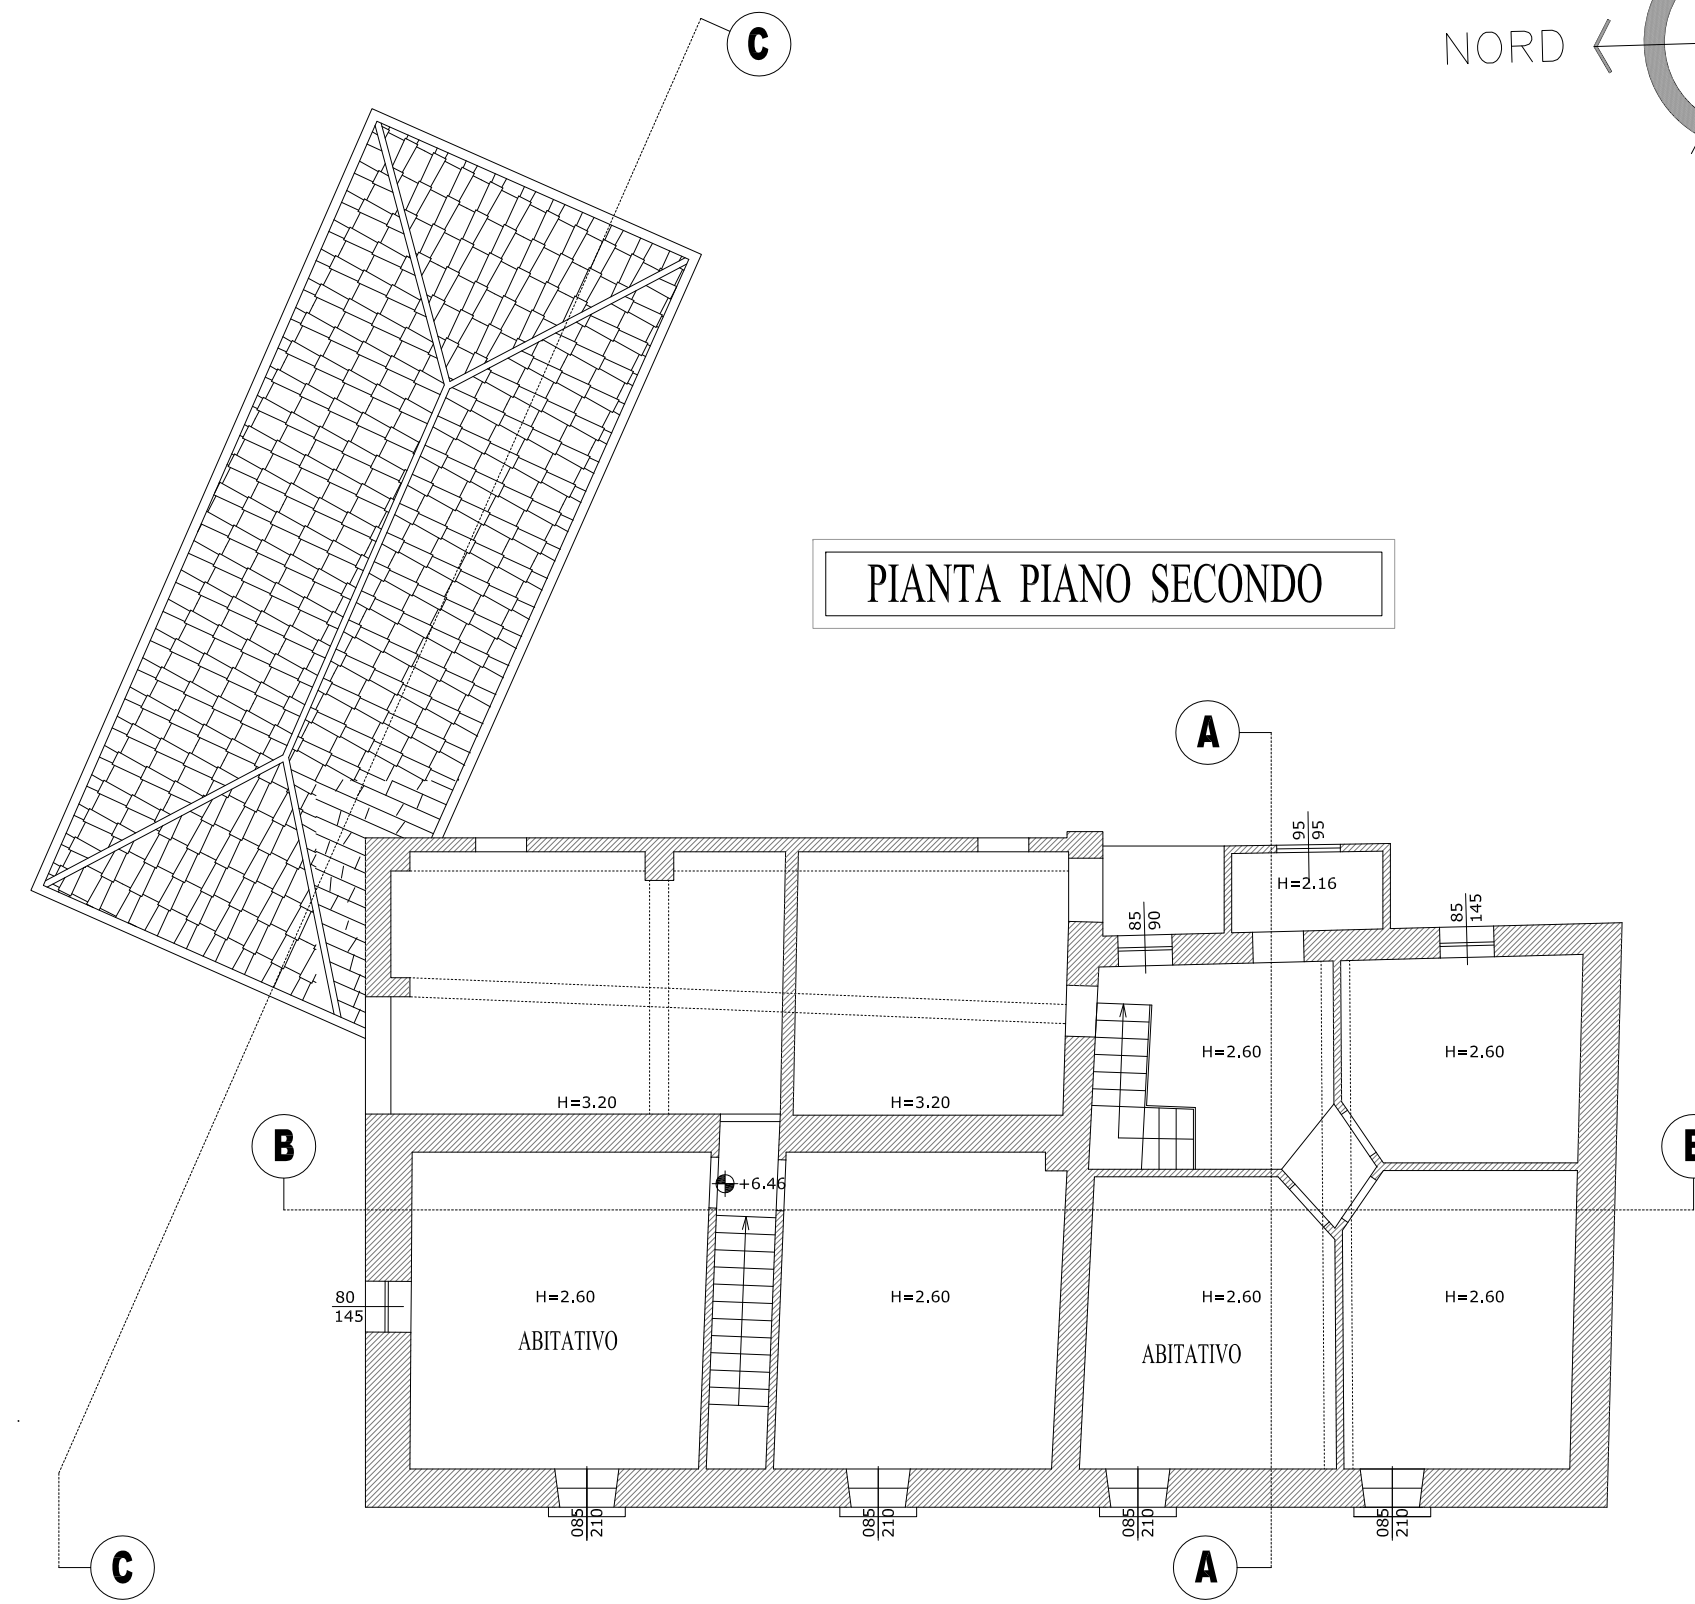 C
NORD
PIANTA PIANO SECONDO
A
95
95
H=2.16
85
90
85
145
H=2.60
H=2.60
H=3.20
H=3.20
B
+6.46
80
145
H=2.60
H=2.60
H=2.60
H=2.60
ABITATIVO
ABITATIVO
085
210
085
210
085
210
085
210
C
A